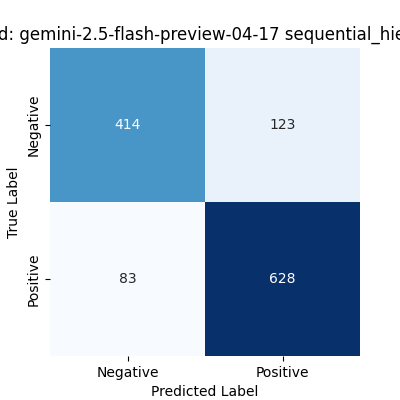 d: gemini-2.5-flash-preview-04-17 sequential_hie
True Label
Negative
414
123
Positive
83
628
Negative
Positive
Predicted Label